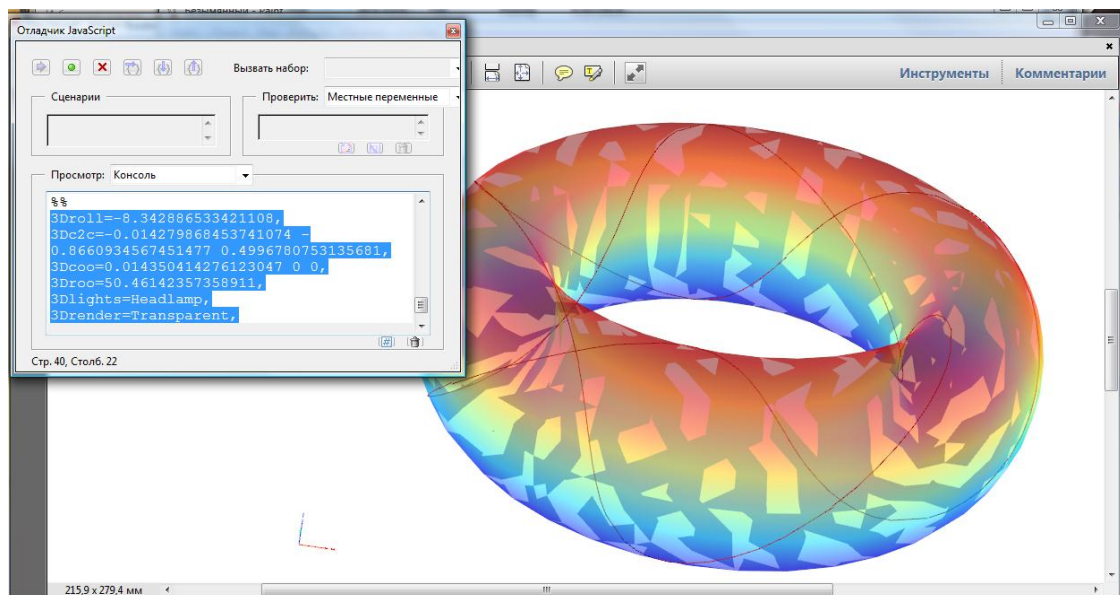 Безымянный - Paint
Отладчик JavaScript
Вызвать набор:
Инструменты Комментарии
Сценарии
Проверить: Местные переменные
Просмотр: Консоль
%%
3Droll=-8.342886533421108,
3Dc2c=-0.014279868453741074 -
0.8660934567451477 0.4996780753135681,
3Dcoo=0.014350414276123047 0 0,
3Droo=50.46142357358911,
3Dlights=Headlamp,
3Drender=Transparent,
Стр. 40, Столб. 22
215,9 x 279,4 мм